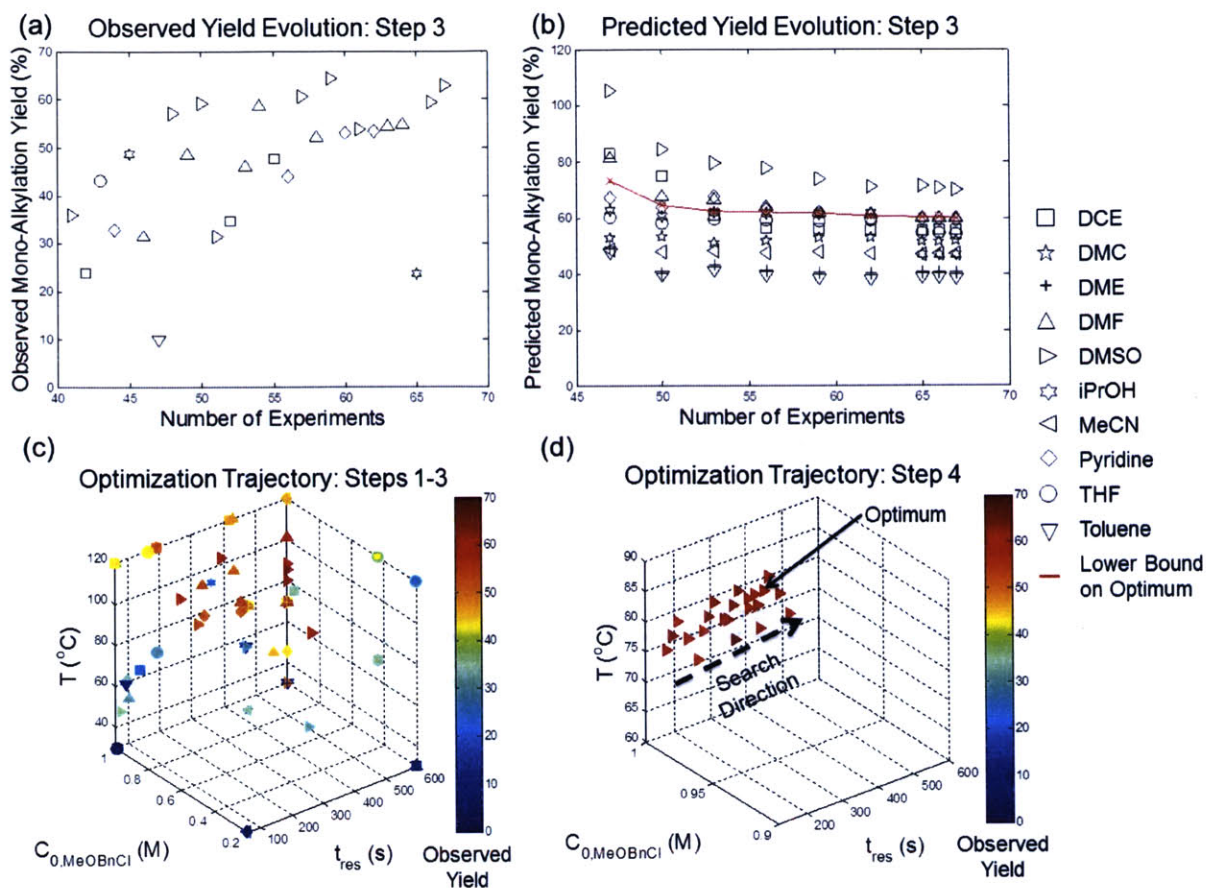 (a) Observed Yield Evolution: Step 3
Observed Mono-Alkylation Yield (%)
70
60
50
40
30
20
10
0
40 45 50 55 60 65 70
Number of Experiments
(b) Predicted Yield Evolution: Step 3
Predicted Mono-Alkylation Yield (%)
120
100
80
60
40
20
0
45 50 55 60 65 70
Number of Experiments
DCE
DMC
DME
DMF
DMSO
iPrOH
MeCN
Pyridine
THF
Toluene
Lower Bound
on Optimum
(c) Optimization Trajectory: Steps 1-3
T (°C)
120
100
80
60
40
1 0.8 0.6 0.4 0.2
C0,MeOBnCl (M)
100 200 300 400 500 600
tres (s)
70
60
50
40
30
20
10
0
Observed
Yield
(d) Optimization Trajectory: Step 4
Optimum
Search
Direction
T (°C)
90
85
80
75
70
65
60
1 0.95 0.9
C0,MeOBnCl (M)
200 300 400 500 600
tres (s)
70
60
50
40
30
20
10
0
Observed
Yield